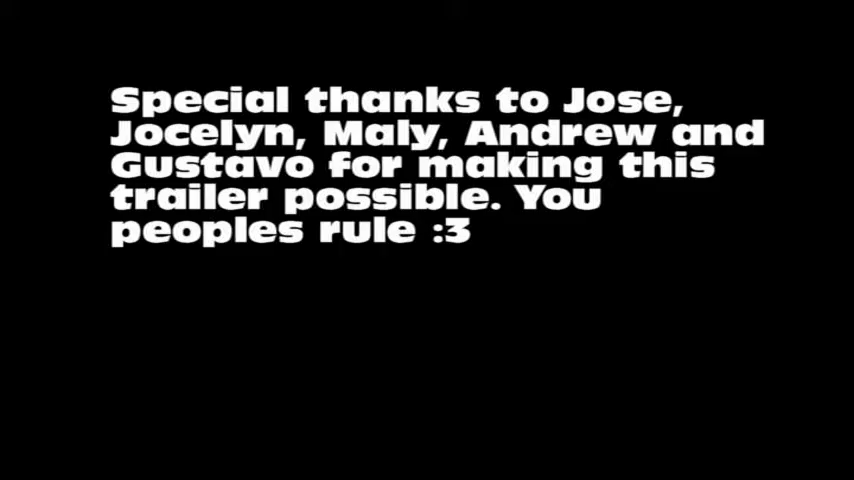 Special thanks to Jose,
Jocelyn, Maly, Andrew and
Gustavo for making this
trailer possible. You
peoples rule :3